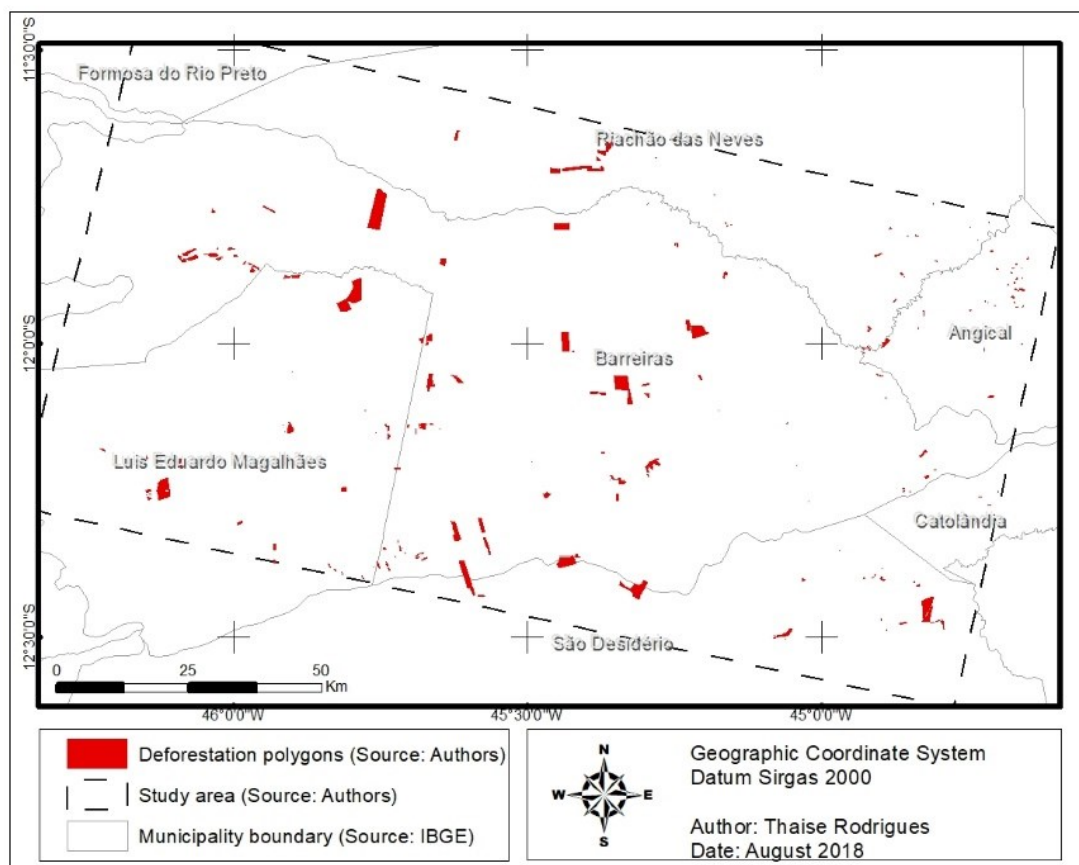 11°30'0"S
Formosa do Rio Preto
Riachão das Neves
12°0'0"S
Angical
Barreiras
Luis Eduardo Magalhães
Catolândia
12°30'0"S
São Desidério
0 25 50
Km
46°0'0"W 45°30'0"W 45°0'0"W
Deforestation polygons (Source: Authors)
Study area (Source: Authors)
Municipality boundary (Source: IBGE)
N
W E
S
Geographic Coordinate System
Datum Sirgas 2000
Author: Thaise Rodrigues
Date: August 2018